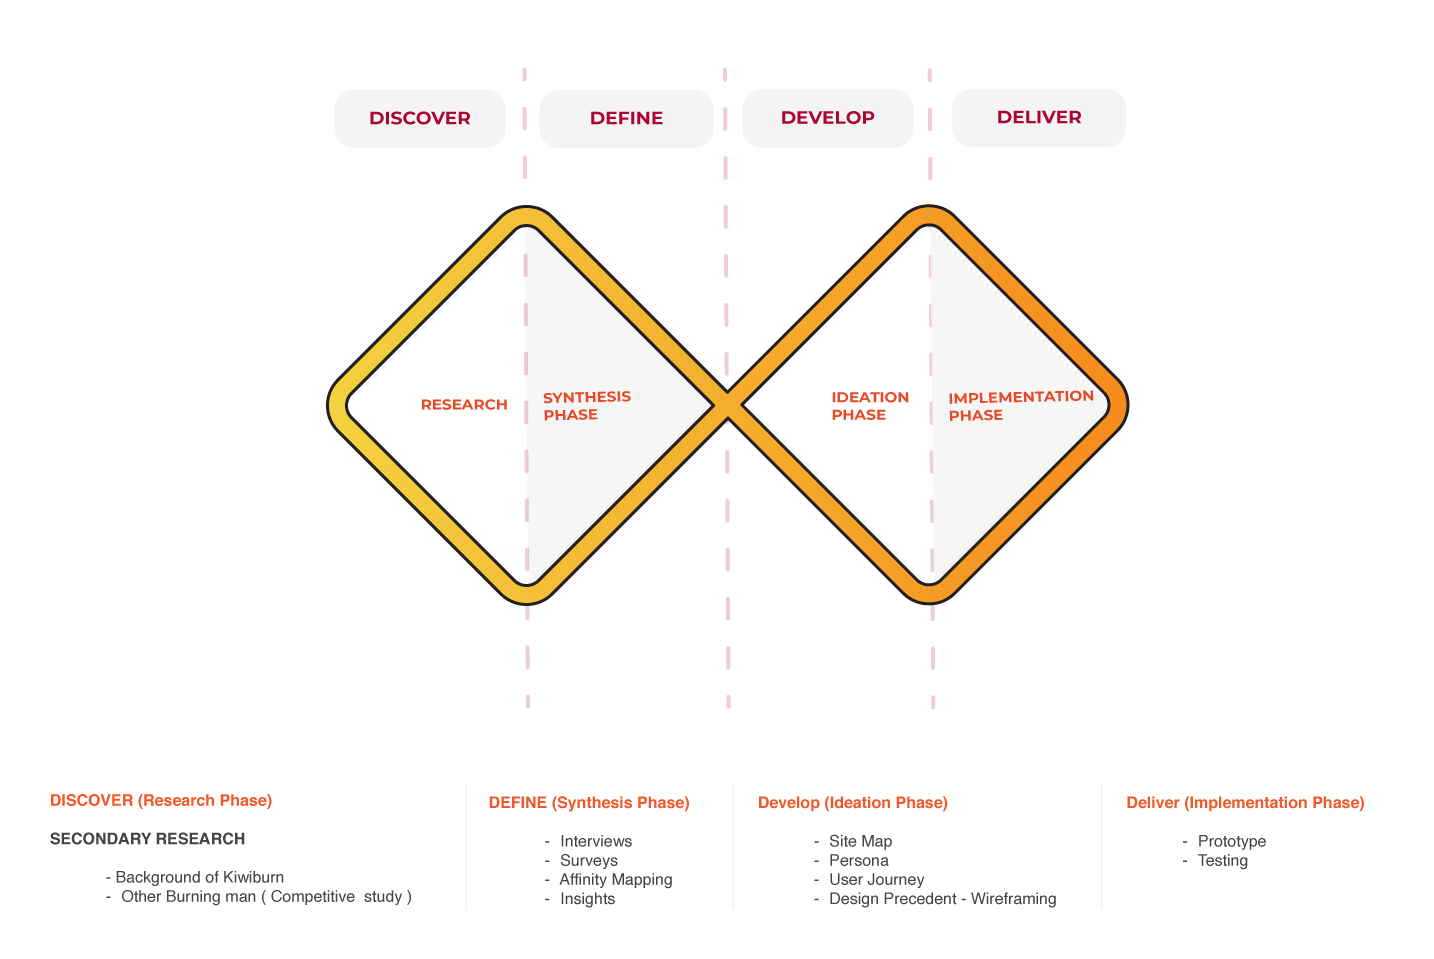 DISCOVER
DEFINE
DEVELOP
DELIVER
RESEARCH
SYNTHESIS
PHASE
IDEATION
PHASE
IMPLEMENTATION
PHASE
DISCOVER (Research Phase)
SECONDARY RESEARCH
- Background of Kiwiburn
- Other Burning man ( Competitive study )
DEFINE (Synthesis Phase)
- Interviews
- Surveys
- Affinity Mapping
- Insights
Develop (Ideation Phase)
- Site Map
- Persona
- User Journey
- Design Precedent - Wireframing
Deliver (Implementation Phase)
- Prototype
- Testing